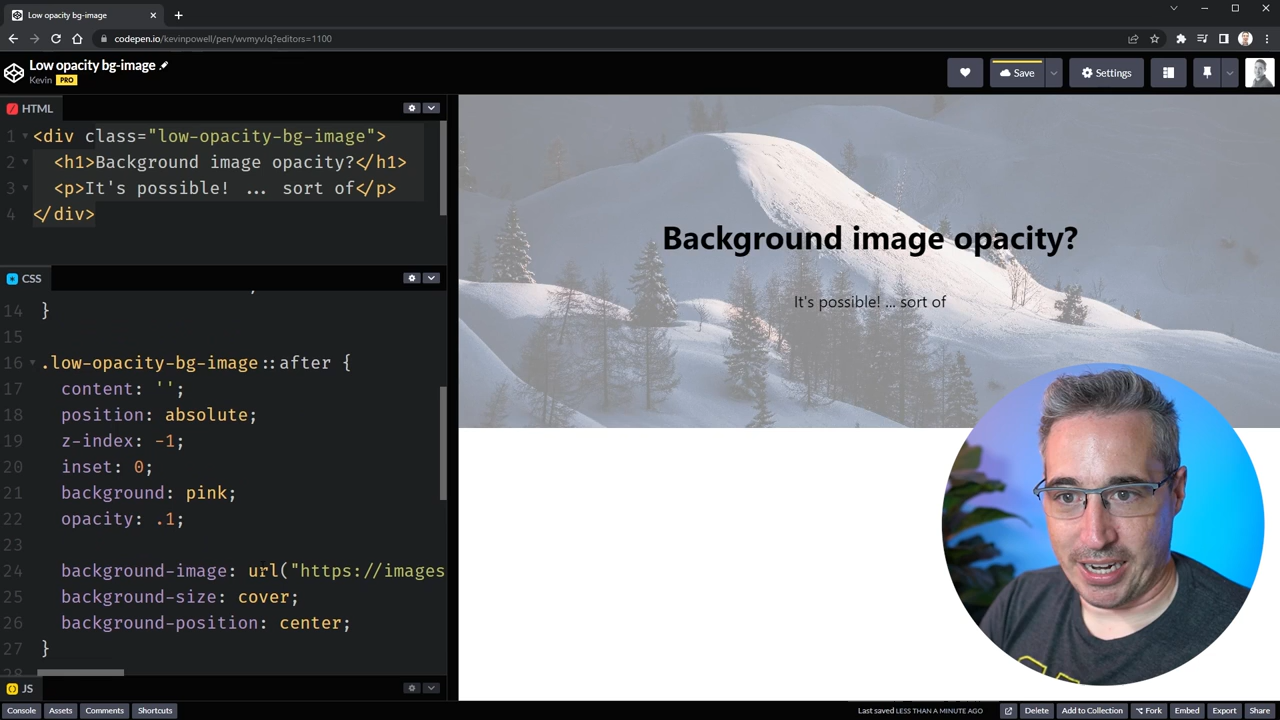 Low opacity bg-image
codepen.io/kevinpowell/pen/wvmyvJq?editors=1100
Low opacity bg-image
Kevin PRO
Save
Settings
HTML
1 <div class="low-opacity-bg-image">
2 <h1>Background image opacity?</h1>
3 <p>It's possible! ... sort of</p>
4 </div>
CSS
14 }
15
16 .low-opacity-bg-image::after {
17 content: '';
18 position: absolute;
19 z-index: -1;
20 inset: 0;
21 background: pink;
22 opacity: .1;
23
24 background-image: url("https://images
25 background-size: cover;
26 background-position: center;
27 }
28
JS
Background image opacity?
It's possible! ... sort of
Console Assets Comments Shortcuts
Last saved LESS THAN A MINUTE AGO
Delete Add to Collection Fork Embed Export Share